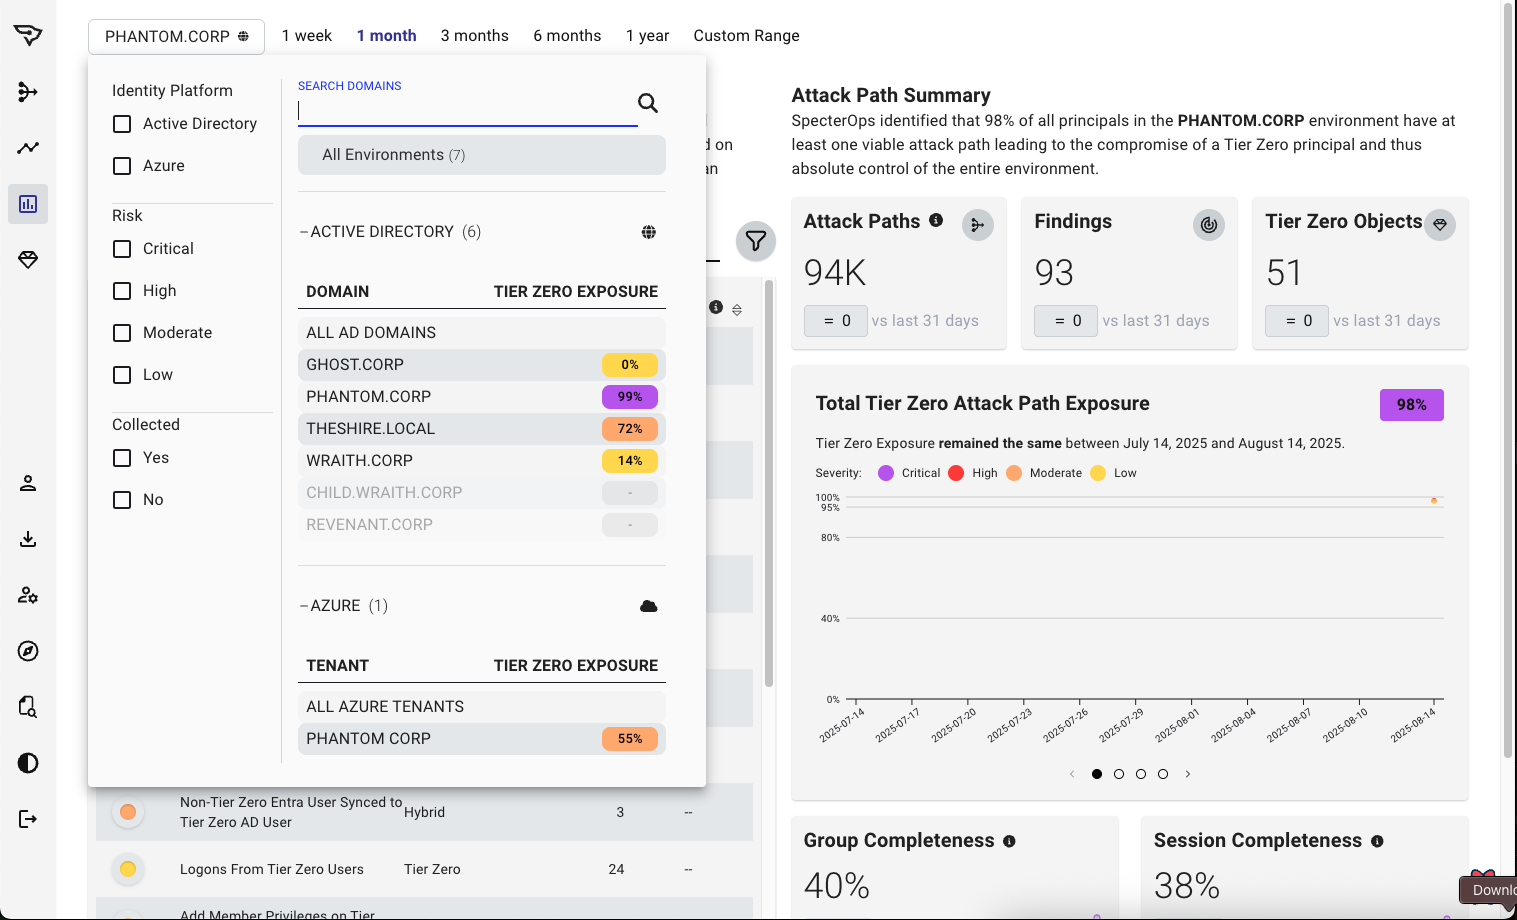 PHANTOM.CORP
1 week
1 month
3 months
6 months
1 year
Custom Range
Identity Platform
Active Directory
Azure
Risk
Critical
High
Moderate
Low
Collected
Yes
No
SEARCH DOMAINS
All Environments (7)
–ACTIVE DIRECTORY (6)
DOMAIN TIER ZERO EXPOSURE
ALL AD DOMAINS
GHOST.CORP 0%
PHANTOM.CORP 99%
THESHIRE.LOCAL 72%
WRAITH.CORP 14%
CHILD.WRAITH.CORP -
REVENANT.CORP -
–AZURE (1)
TENANT TIER ZERO EXPOSURE
ALL AZURE TENANTS
PHANTOM CORP 55%
d on
an
Non-Tier Zero Entra User Synced to
Tier Zero AD User
Hybrid 3 --
Logons From Tier Zero Users Tier Zero 24 --
Add Member Privileges on Tier
Attack Path Summary
SpecterOps identified that 98% of all principals in the PHANTOM.CORP environment have at
least one viable attack path leading to the compromise of a Tier Zero principal and thus
absolute control of the entire environment.
Attack Paths
94K
= 0 vs last 31 days
Findings
93
= 0 vs last 31 days
Tier Zero Objects
51
= 0 vs last 31 days
Total Tier Zero Attack Path Exposure
98%
Tier Zero Exposure remained the same between July 14, 2025 and August 14, 2025.
Severity: Critical High Moderate Low
100%
95%
80%
40%
0%
2025-07-14
2025-07-17
2025-07-20
2025-07-23
2025-07-26
2025-07-29
2025-08-01
2025-08-04
2025-08-07
2025-08-10
2025-08-14
Group Completeness
40%
Session Completeness
38%
Downlo